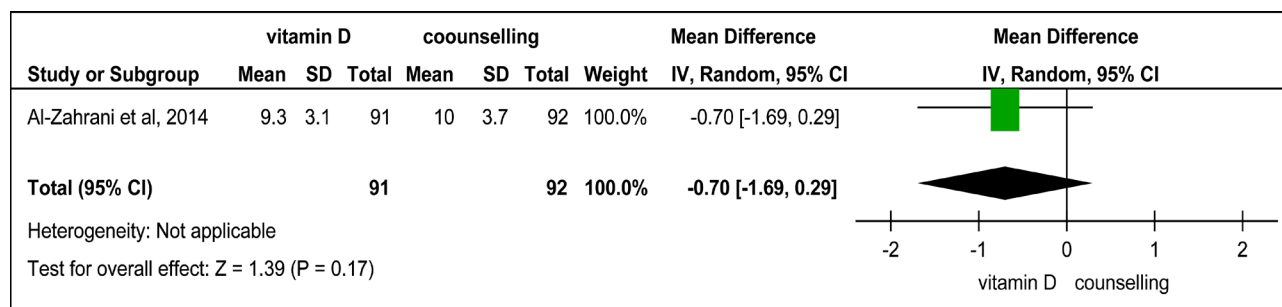 vitamin D coounselling Mean Difference Mean Difference
Study or Subgroup Mean SD Total Mean SD Total Weight IV, Random, 95% CI IV, Random, 95% CI
Al-Zahrani et al, 2014 9.3 3.1 91 10 3.7 92 100.0% -0.70 [-1.69, 0.29]
Total (95% CI) 91 92 100.0% -0.70 [-1.69, 0.29]
Heterogeneity: Not applicable
Test for overall effect: Z = 1.39 (P = 0.17)
-2 -1 0 1 2
vitamin D counselling